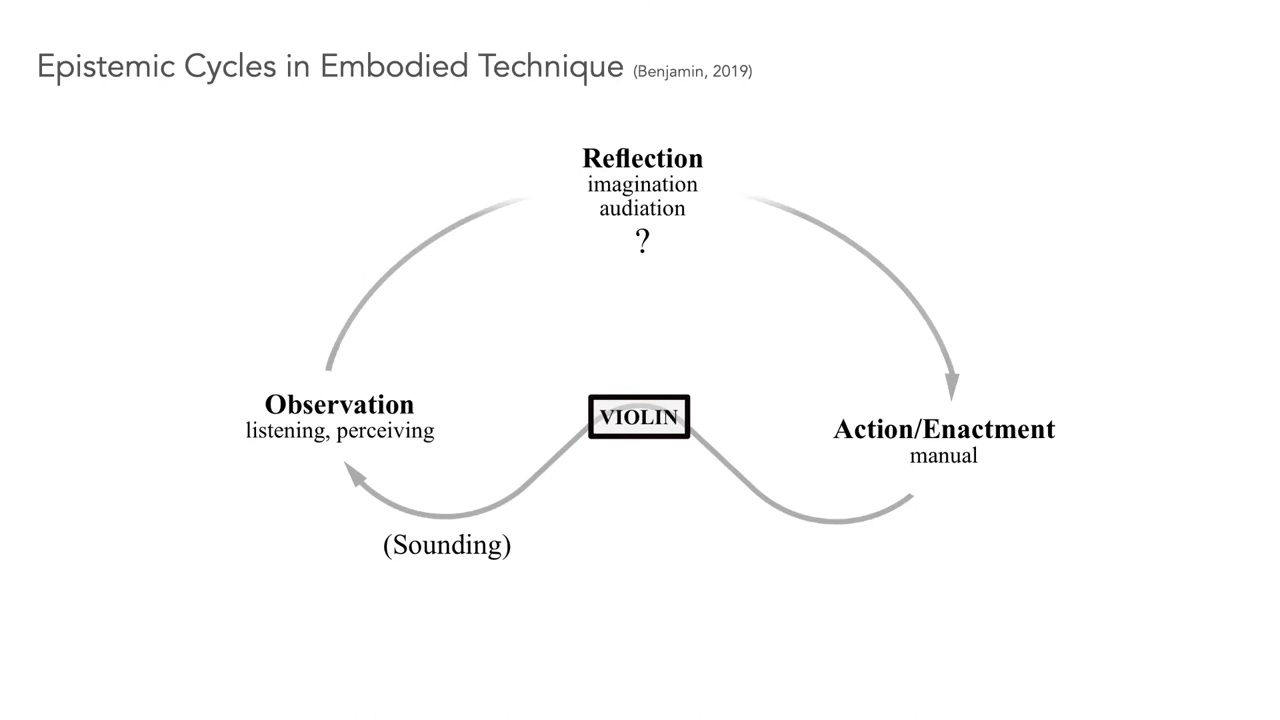 Epistemic Cycles in Embodied Technique (Benjamin, 2019)
Reflection
imagination
audiation
?
Observation
listening, perceiving
VIOLIN
Action/Enactment
manual
(Sounding)